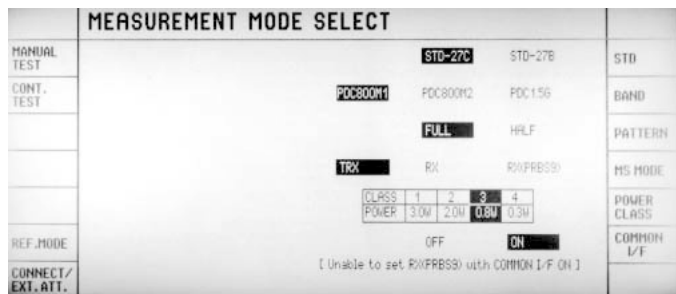 MEASUREMENT MODE SELECT
MANUAL TEST
STD-27C STD-27B
STD
CONT. TEST
PDC800M1 PDC800M2 PDC1.5G
BAND
FULL HALF
PATTERN
TRX RX RX(PRBS9)
MS MODE
CLASS 1 2 3 4
POWER 3.0W 2.0W 0.8W 0.3W
POWER CLASS
REF.MODE
OFF ON
COMMON I/F
[ Unable to set RX(PRBS9) with COMMON I/F ON ]
CONNECT/ EXT.ATT.